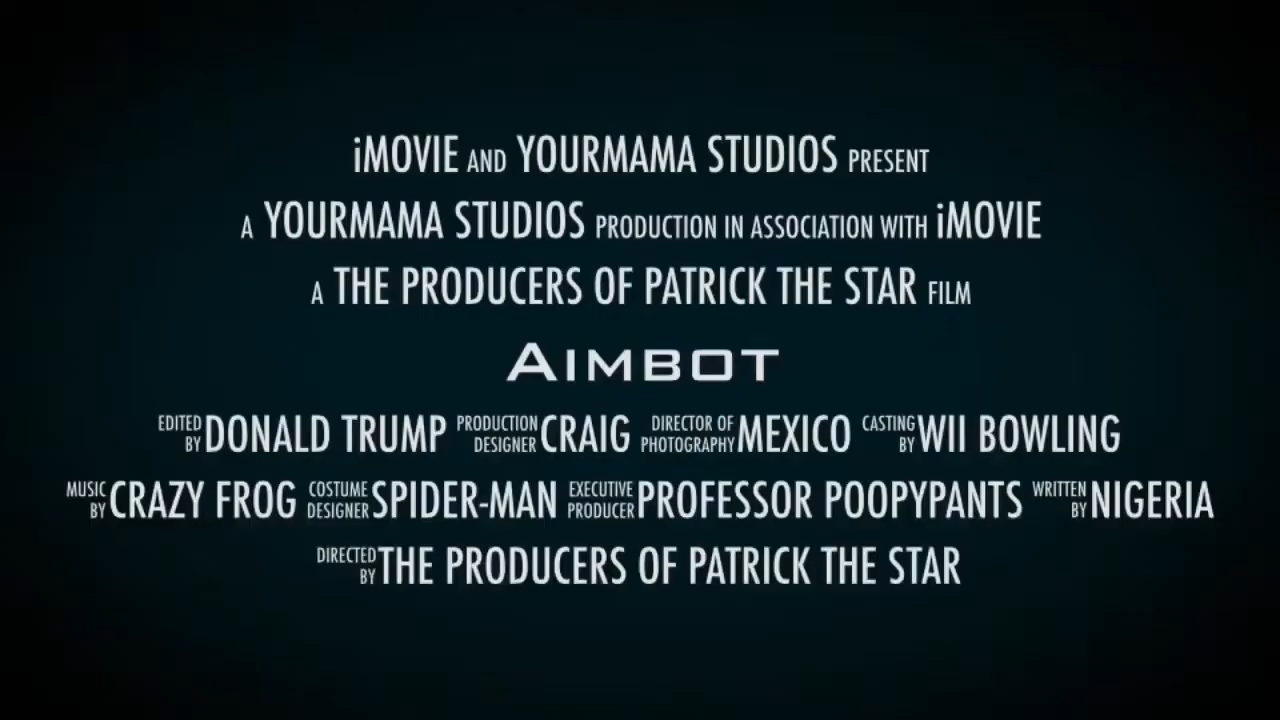 iMOVIE AND YOURMAMA STUDIOS PRESENT
A YOURMAMA STUDIOS PRODUCTION IN ASSOCIATION WITH iMOVIE
A THE PRODUCERS OF PATRICK THE STAR FILM
AIMBOT
EDITED BY DONALD TRUMP PRODUCTION DESIGNER CRAIG DIRECTOR OF PHOTOGRAPHY MEXICO CASTING BY WII BOWLING
MUSIC BY CRAZY FROG COSTUME DESIGNER SPIDER-MAN EXECUTIVE PRODUCER PROFESSOR POOPYPANTS WRITTEN BY NIGERIA
DIRECTED BY THE PRODUCERS OF PATRICK THE STAR